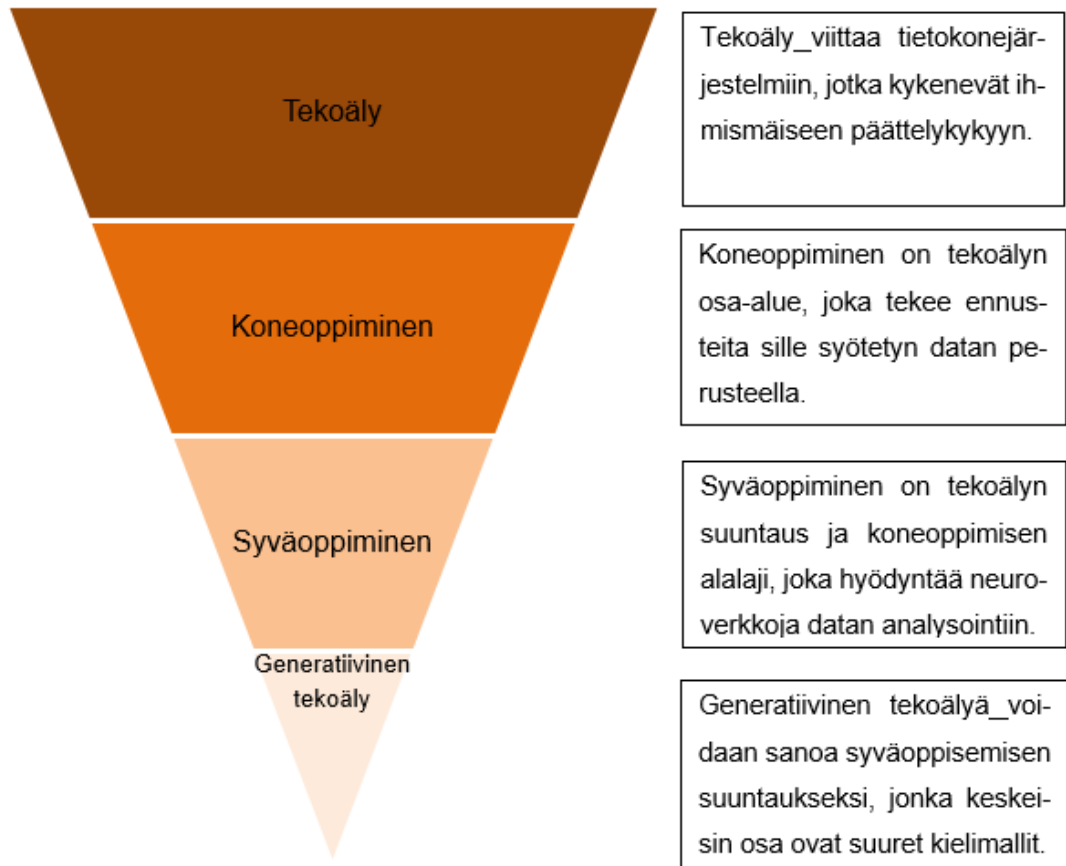 Tekoäly
Tekoäly_viittaa tietokonejär-
jestelmiin, jotka kykenevät ih-
mismäiseen päättelykykyyn.
Koneoppiminen
Koneoppiminen on tekoälyn
osa-alue, joka tekee ennus-
teita sille syötetyn datan pe-
rusteella.
Syväoppiminen
Syväoppiminen on tekoälyn
suuntaus ja koneoppimisen
alalaji, joka hyödyntää neuro-
verkkoja datan analysointiin.
Generatiivinen
tekoäly
Generatiivinen tekoälyä_voi-
daan sanoa syväoppisemisen
suuntaukseksi, jonka keskei-
sin osa ovat suuret kielimallit.